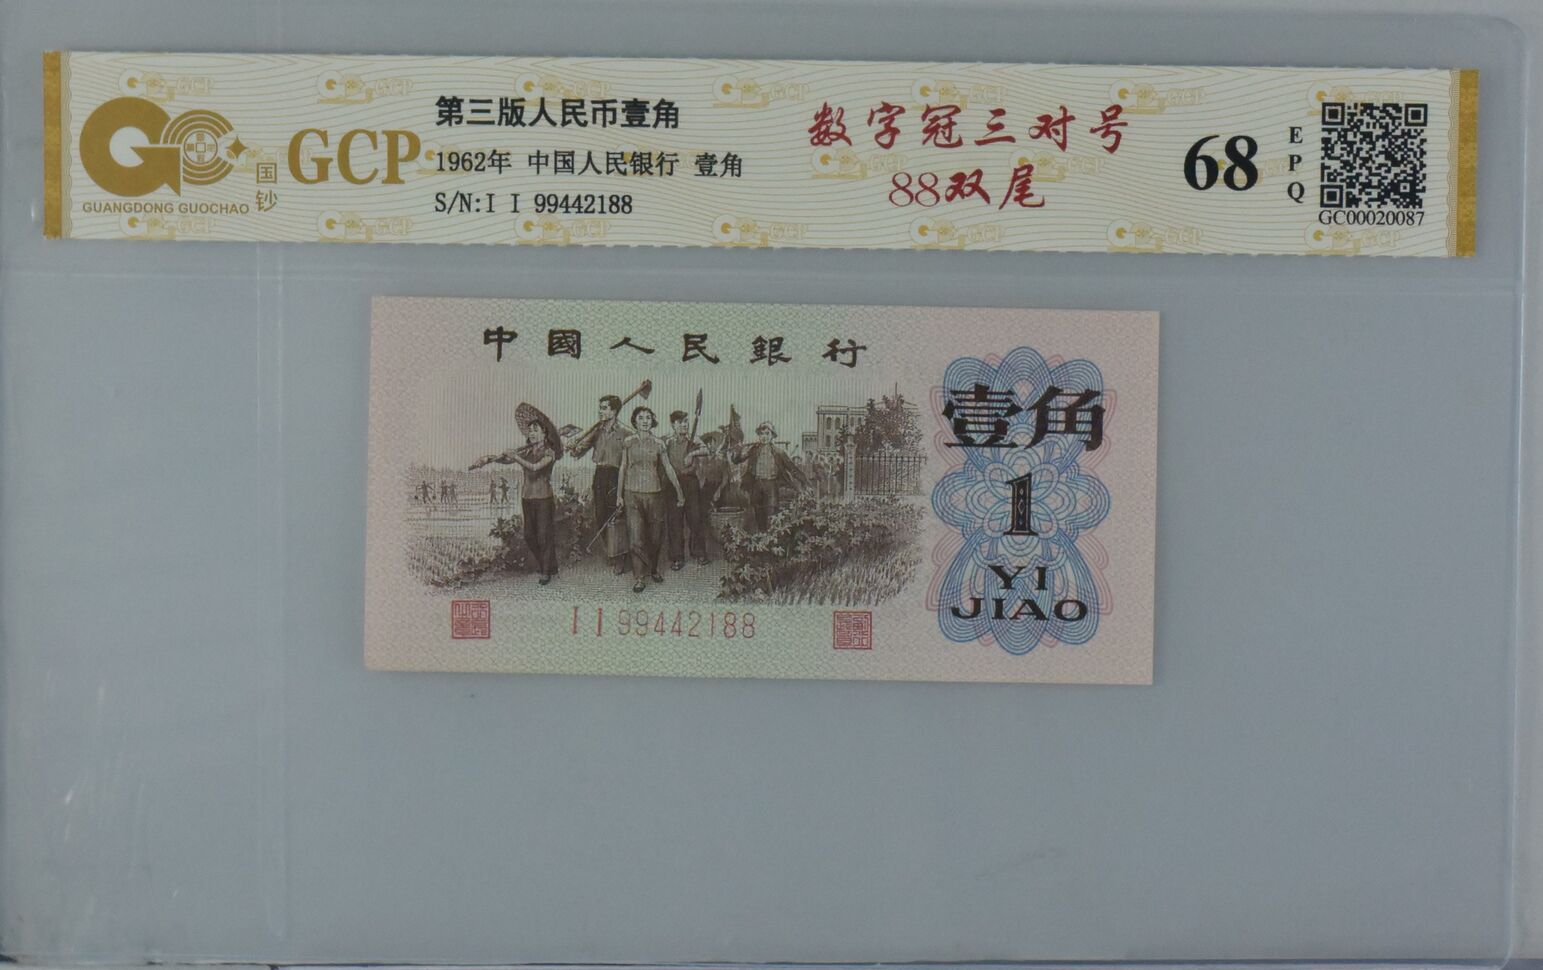 GUANGDONG GUOCHAO
国钞
GCP
第三版人民币壹角
1962年 中国人民银行 壹角
S/N:I I 99442188
数字冠三对号
88双尾
68
EPQ
GC00020087
中國人民銀行
壹角
1
YI
JIAO
I I 99442188